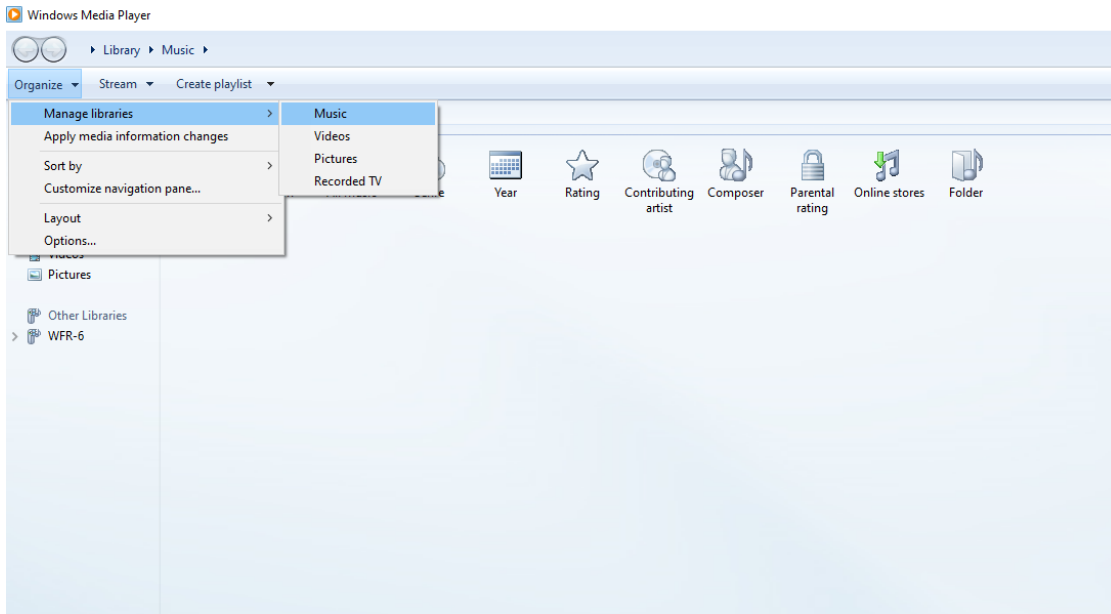 Windows Media Player
Library Music
Organize Stream Create playlist
Manage libraries
Apply media information changes
Sort by
Customize navigation pane...
Layout
Options...
Music
Videos
Pictures
Recorded TV
Year
Rating
Contributing
artist
Composer
Parental
rating
Online stores
Folder
Videos
Pictures
Other Libraries
WFR-6